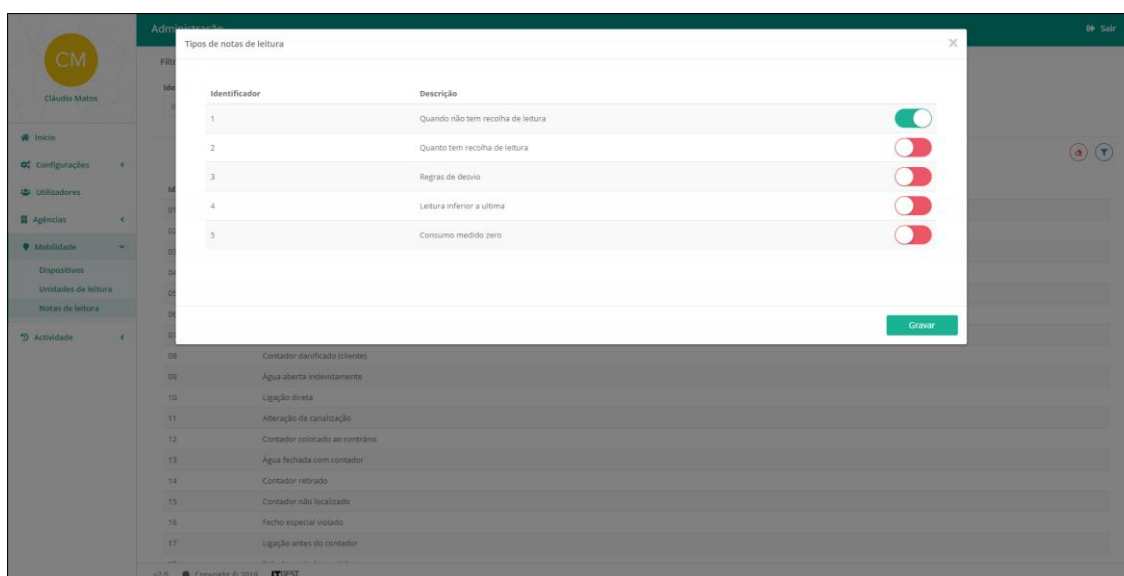 CM
Cláudio Matos
Início
Configurações
Utilizadores
Agências
Mobilidade
Dispositivos
Unidades de leitura
Notas de leitura
Actividade
Sair
Tipos de notas de leitura
Identificador Descrição
1 Quando não tem recolha de leitura
2 Quanto tem recolha de leitura
3 Regras de desvio
4 Leitura inferior a ultima
5 Consumo medido zero
Gravar
08 Contador danificado (cliente)
09 Água aberta indevidamente
10 Ligação direta
11 Alteração da canalização
12 Contador colocado ao contrário
13 Água fechada com contador
14 Contador retirado
15 Contador não localizado
16 Fecho especial violado
17 Ligação antes do contador
v2.0 Copyright © 2019